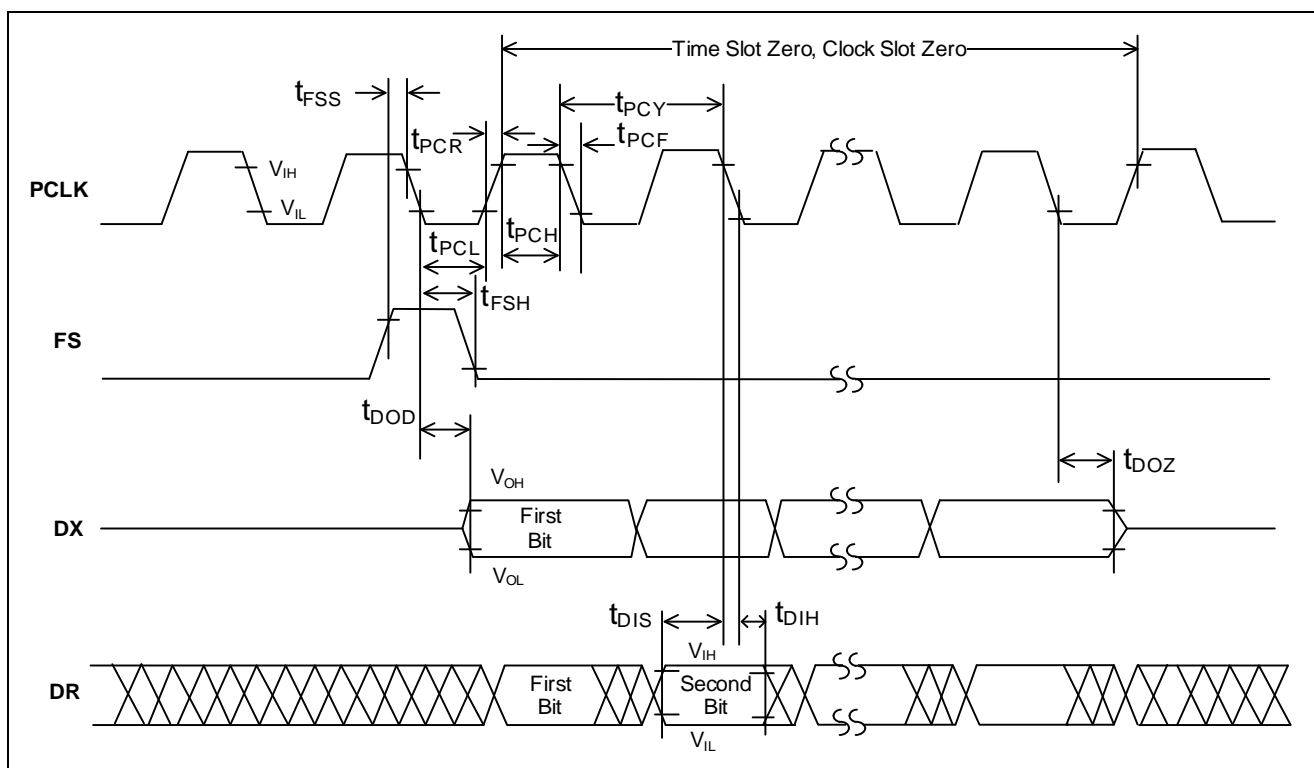 Time Slot Zero, Clock Slot Zero
tFSS
tPCY
tPCR
tPCF
PCLK
VIH
VIL
tPCH
tPCL
tFSH
FS
tDOD
tDOZ
VOH
DX
First
Bit
VOL
tDIS
tDIH
VIH
DR
First
Bit
Second
Bit
VIL